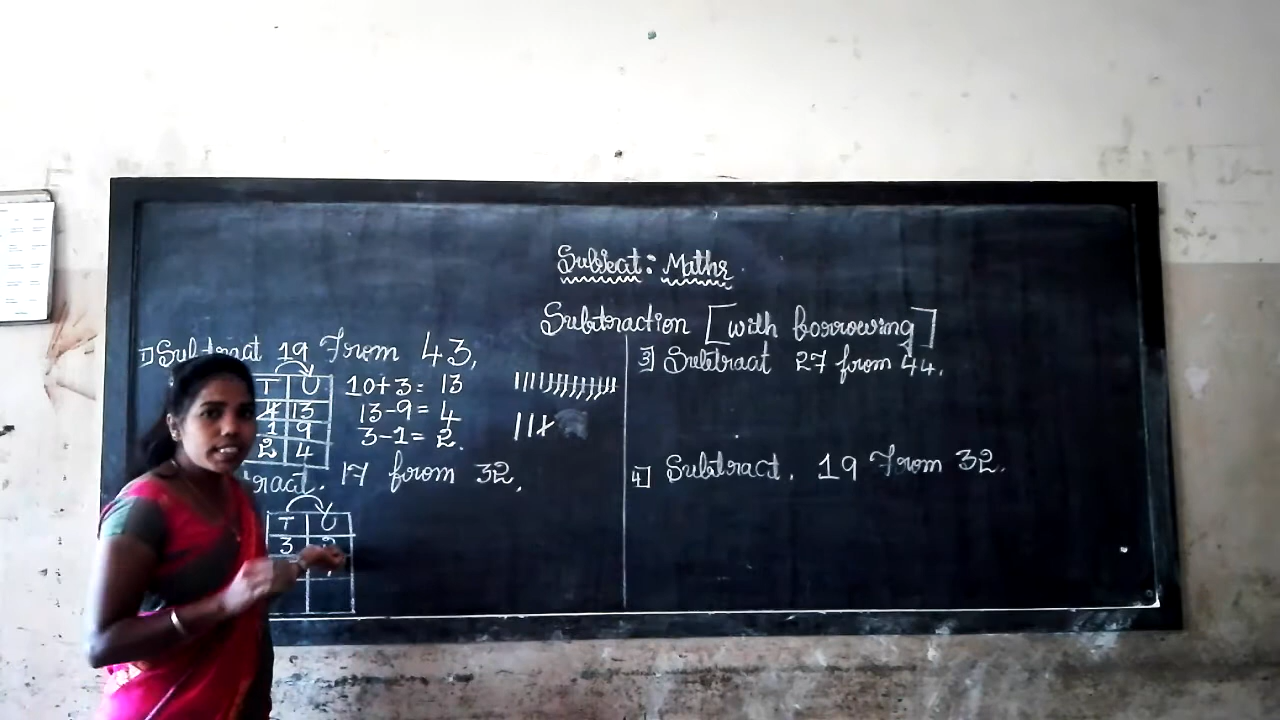 Subject: Maths
Subtraction [with borrowing]
1) Subtract 19 from 43,
T U
4 13
1 9
2 4
10+3= 13
13-9= 4
3-1= 2.
17 from 32,
T U
3 2
3] Subtract 27 from 44.
4] Subtract. 19 from 32.